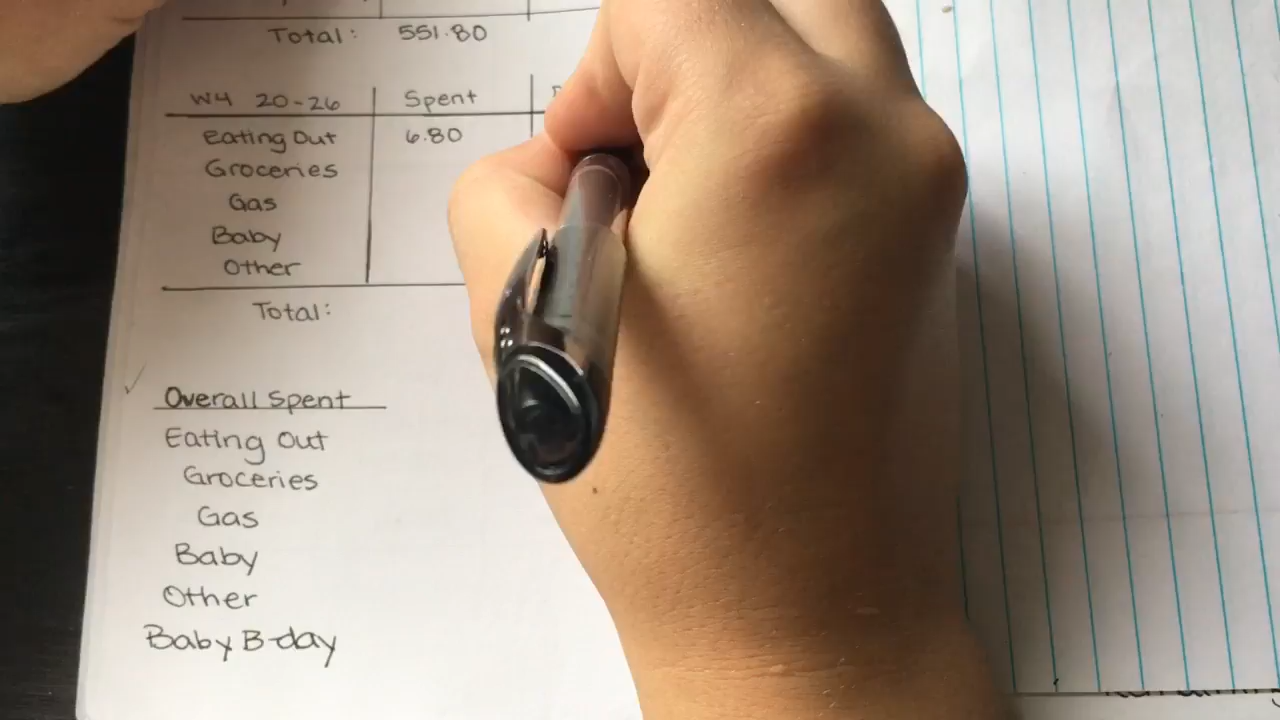 Total: 551.80
W4 20-26 Spent
Eating Out 6.80
Groceries
Gas
Baby
Other
Total:
Overall Spent
Eating Out
Groceries
Gas
Baby
Other
Baby B-day